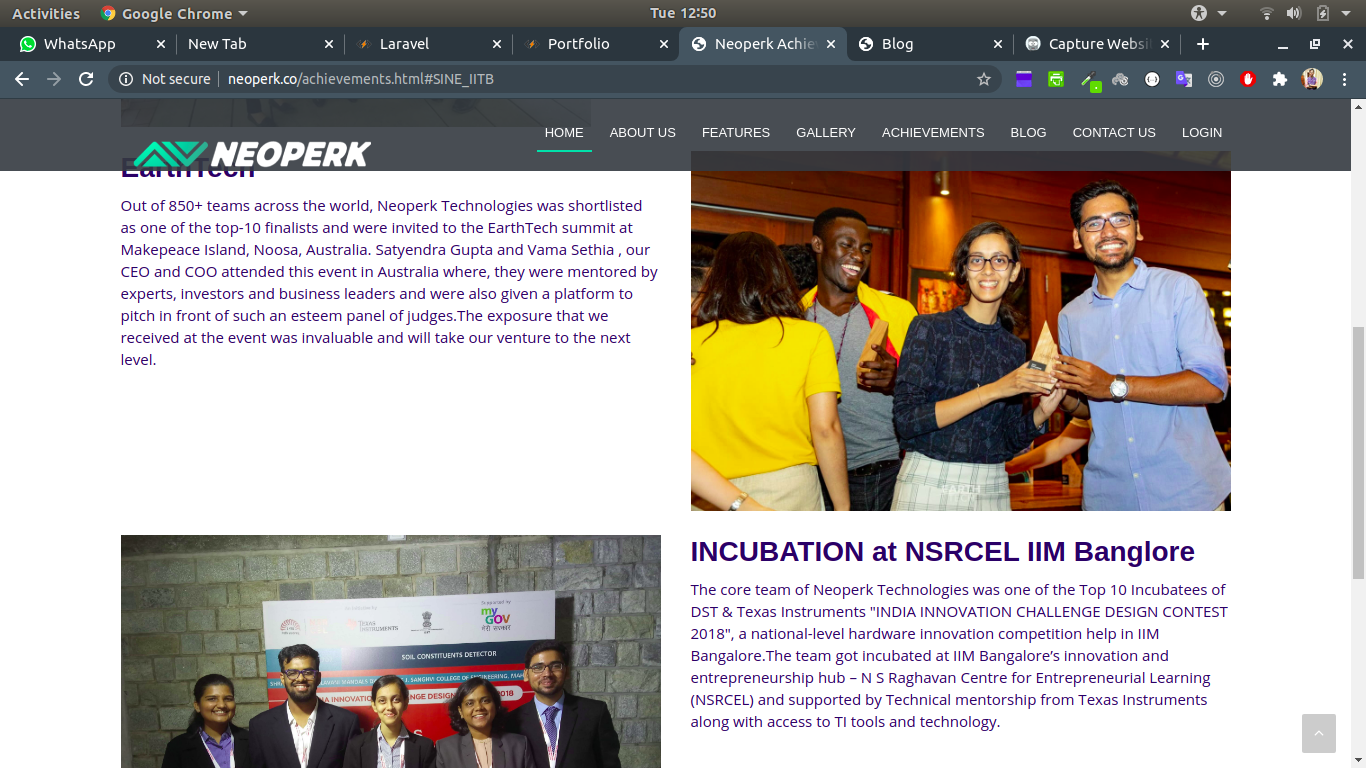 Activities
Google Chrome
Tue 12:50
WhatsApp
New Tab
Laravel
Portfolio
Neoperk Achie
Blog
Capture Websi
Not secure
neoperk.co/achievements.html#SINE_IITB
NEOPERK
HOME
ABOUT US
FEATURES
GALLERY
ACHIEVEMENTS
BLOG
CONTACT US
LOGIN
EarthTech
Out of 850+ teams across the world, Neoperk Technologies was shortlisted
as one of the top-10 finalists and were invited to the EarthTech summit at
Makepeace Island, Noosa, Australia. Satyendra Gupta and Vama Sethia , our
CEO and COO attended this event in Australia where, they were mentored by
experts, investors and business leaders and were also given a platform to
pitch in front of such an esteem panel of judges.The exposure that we
received at the event was invaluable and will take our venture to the next
level.
my
GOV
मेरी सरकार
TEXAS INSTRUMENTS
SOIL CONSTITUENTS DETECTOR
SANGHVI COLLEGE OF ENGINEERING
INCUBATION at NSRCEL IIM Banglore
The core team of Neoperk Technologies was one of the Top 10 Incubatees of
DST & Texas Instruments "INDIA INNOVATION CHALLENGE DESIGN CONTEST
2018", a national-level hardware innovation competition help in IIM
Bangalore.The team got incubated at IIM Bangalore’s innovation and
entrepreneurship hub – N S Raghavan Centre for Entrepreneurial Learning
(NSRCEL) and supported by Technical mentorship from Texas Instruments
along with access to TI tools and technology.